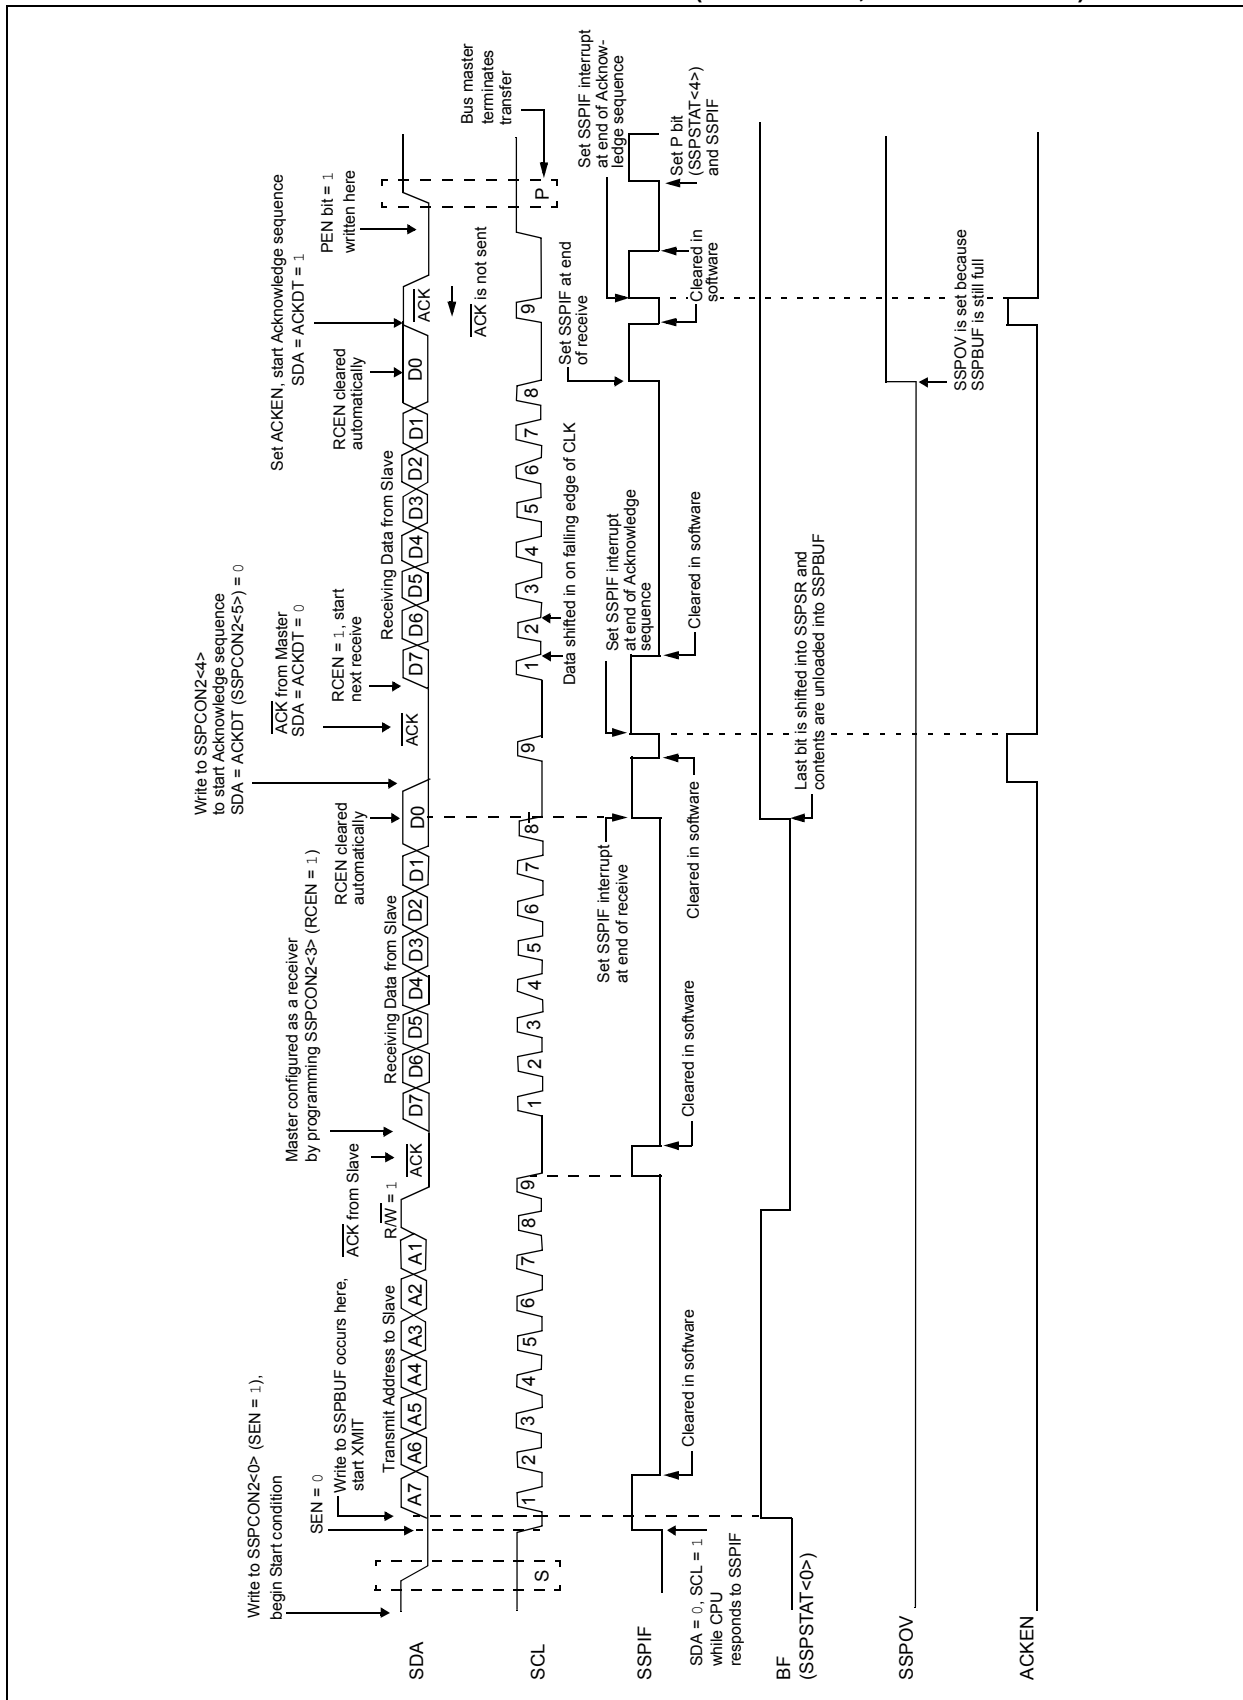 Write to SSPCON2<0> (SEN = 1),
begin Start condition
SEN = 0
Write to SSPBUF occurs here,
start XMIT
Transmit Address to Slave
ACK from Slave
R/W = 1
Master configured as a receiver
by programming SSPCON2<3> (RCEN = 1)
Receiving Data from Slave
RCEN cleared
automatically
Write to SSPCON2<4>
to start Acknowledge sequence
SDA = ACKDT (SSPCON2<5>) = 0
ACK from Master
SDA = ACKDT = 0
RCEN = 1, start
next receive
Receiving Data from Slave
RCEN cleared
automatically
Set ACKEN, start Acknowledge sequence
SDA = ACKDT = 1
PEN bit = 1
written here
SDA
A7 A6 A5 A4 A3 A2 A1 ACK D7 D6 D5 D4 D3 D2 D1 D0 ACK D7 D6 D5 D4 D3 D2 D1 D0 ACK
ACK is not sent
Bus master
terminates
transfer
SCL
S 1 2 3 4 5 6 7 8 9 1 2 3 4 5 6 7 8 9 1 2 3 4 5 6 7 8 9 P
Data shifted in on falling edge of CLK
Set SSPIF interrupt
at end of receive
Set SSPIF interrupt
at end of Acknowledge
sequence
Set SSPIF at end
of receive
Set SSPIF interrupt
at end of Acknow-
ledge sequence
SSPIF
SDA = 0, SCL = 1
while CPU
responds to SSPIF
Cleared in software
Cleared in software
Cleared in software
Cleared in software
Cleared in
software
Set P bit
(SSPSTAT<4>)
and SSPIF
BF
(SSPSTAT<0>)
Last bit is shifted into SSPSR and
contents are unloaded into SSPBUF
SSPOV
SSPOV is set because
SSPBUF is still full
ACKEN